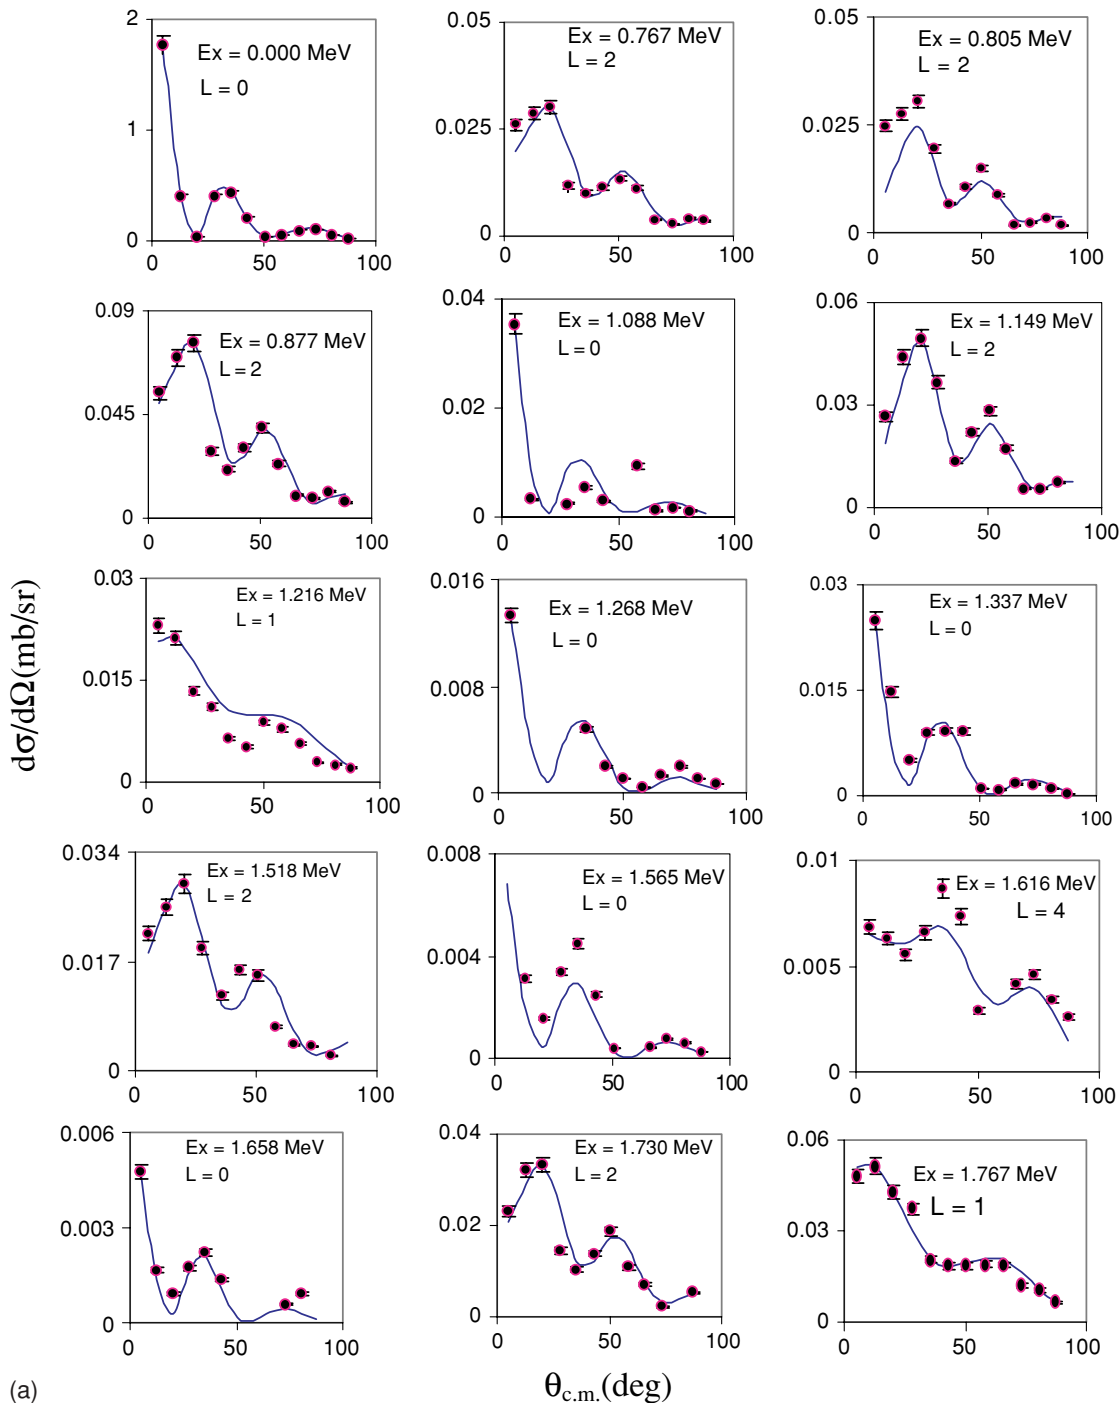 2
1
0
0
50
100
Ex = 0.000 MeV
L = 0
0.05
0.025
0
0
50
100
Ex = 0.767 MeV
L = 2
0.05
0.025
0
0
50
100
Ex = 0.805 MeV
L = 2
0.09
0.045
0
0
50
100
Ex = 0.877 MeV
L = 2
0.04
0.02
0
0
50
100
Ex = 1.088 MeV
L = 0
0.06
0.03
0
0
50
100
Ex = 1.149 MeV
L = 2
dσ/dΩ(mb/sr)
0.03
0.015
0
0
50
100
Ex = 1.216 MeV
L = 1
0.016
0.008
0
0
50
100
Ex = 1.268 MeV
L = 0
0.03
0.015
0
0
50
100
Ex = 1.337 MeV
L = 0
0.034
0.017
0
0
50
100
Ex = 1.518 MeV
L = 2
0.008
0.004
0
0
50
100
Ex = 1.565 MeV
L = 0
0.01
0.005
0
0
50
100
Ex = 1.616 MeV
L = 4
0.006
0.003
0
0
50
100
Ex = 1.658 MeV
L = 0
0.04
0.02
0
0
50
100
Ex = 1.730 MeV
L = 2
0.06
0.03
0
0
50
100
Ex = 1.767 MeV
L = 1
(a)
θc.m.(deg)